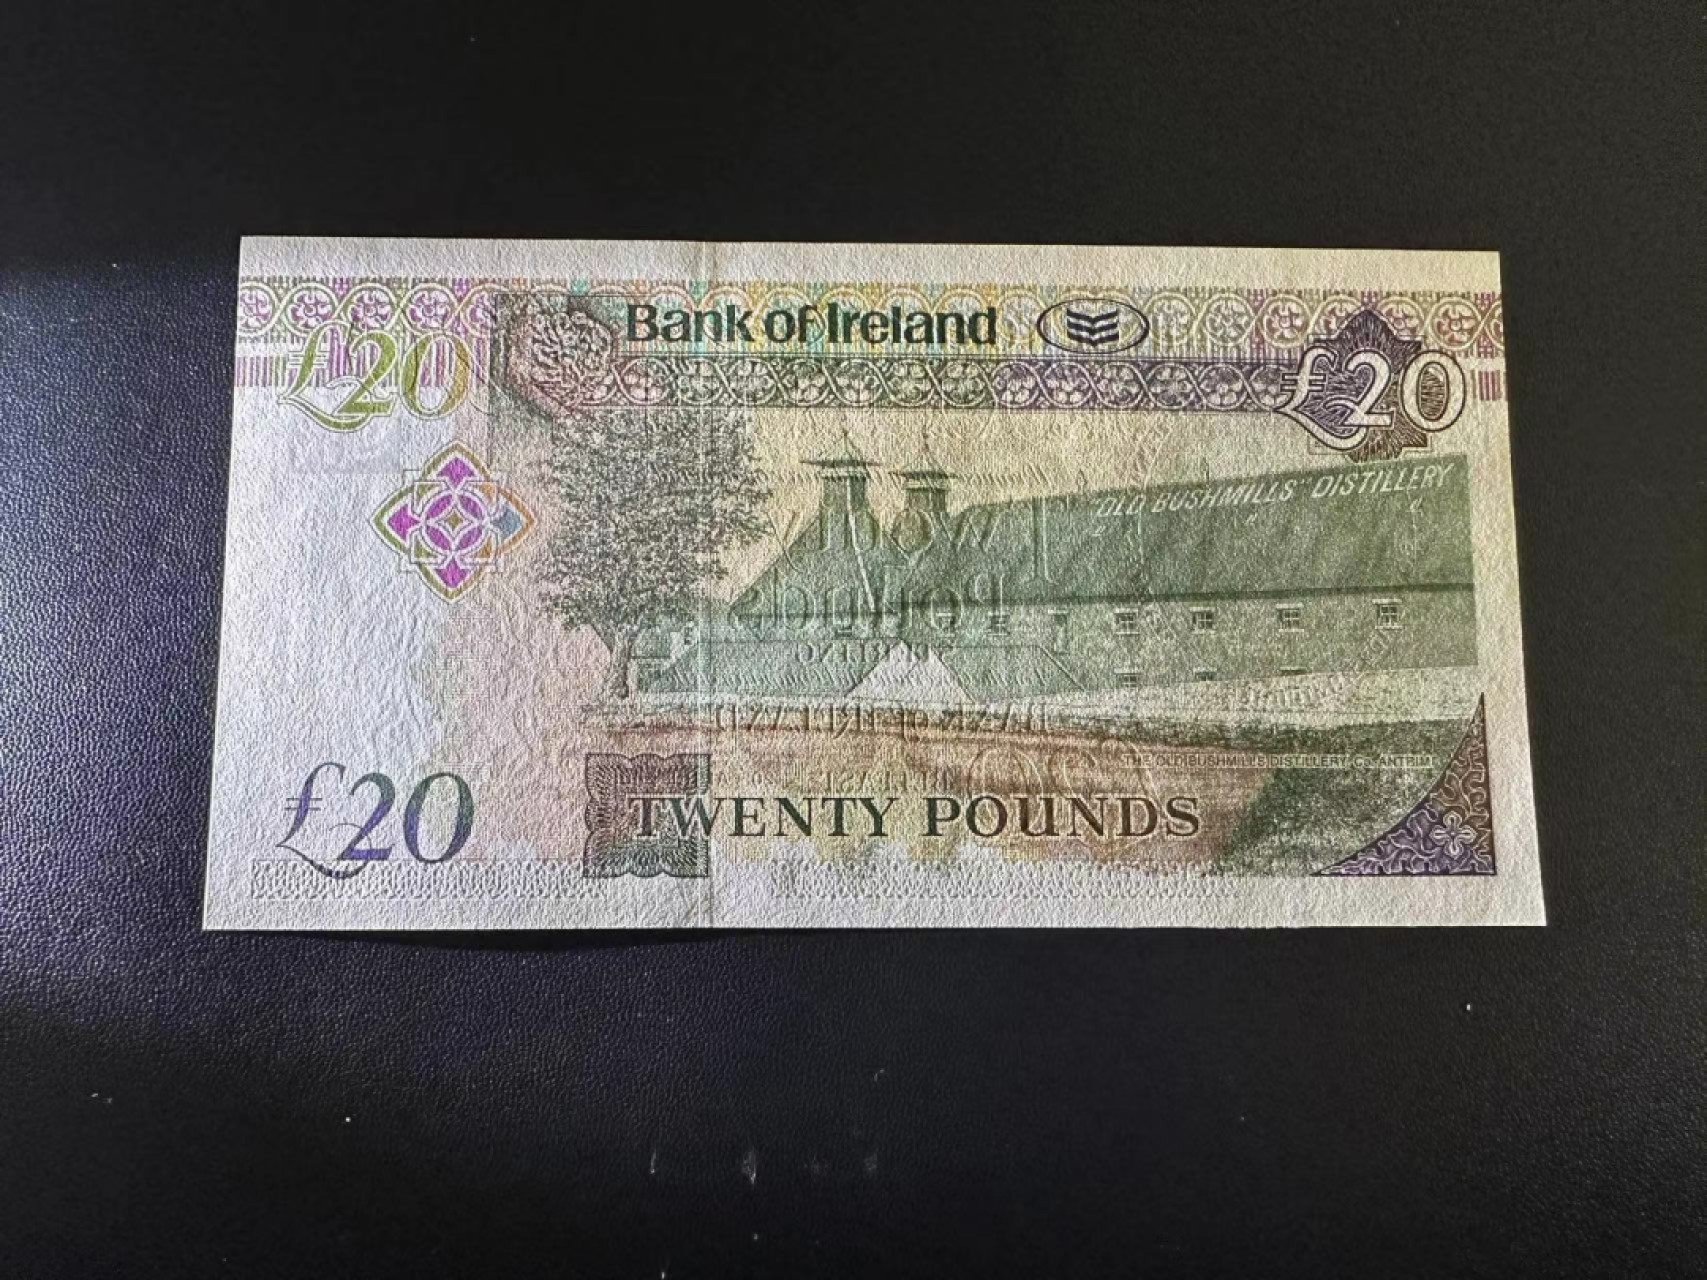 Bank of Ireland
£20
£20
"OLD BUSHMILLS" DISTILLERY
THE OLD BUSHMILLS DISTILLERY, Co. ANTRIM
£20
TWENTY POUNDS